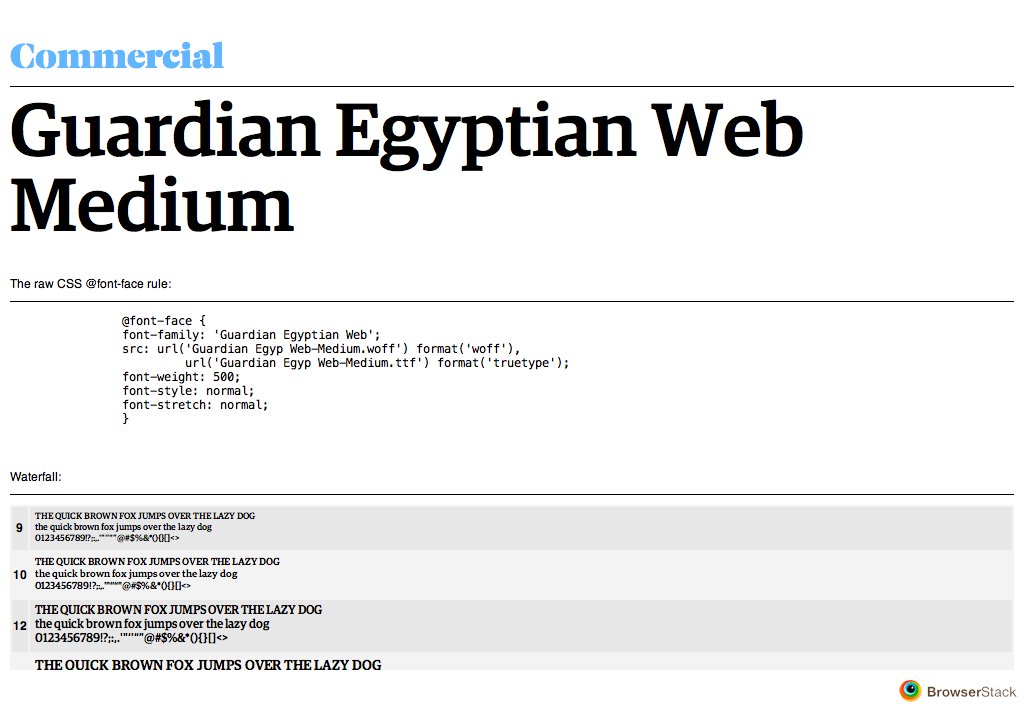 Commercial
Guardian Egyptian Web
Medium
The raw CSS @font-face rule:
@font-face {
font-family: 'Guardian Egyptian Web';
src: url('Guardian Egyp Web-Medium.woff') format('woff'),
url('Guardian Egyp Web-Medium.ttf') format('truetype');
font-weight: 500;
font-style: normal;
font-stretch: normal;
}
Waterfall:
9
THE QUICK BROWN FOX JUMPS OVER THE LAZY DOG
the quick brown fox jumps over the lazy dog
0123456789!?;:,.'"‘’“”@#$%&*(){}[]<>
10
THE QUICK BROWN FOX JUMPS OVER THE LAZY DOG
the quick brown fox jumps over the lazy dog
0123456789!?;:,.'"‘’“”@#$%&*(){}[]<>
12
THE QUICK BROWN FOX JUMPS OVER THE LAZY DOG
the quick brown fox jumps over the lazy dog
0123456789!?;:,.'"‘’“”@#$%&*(){}[]<>
THE QUICK BROWN FOX JUMPS OVER THE LAZY DOG
BrowserStack